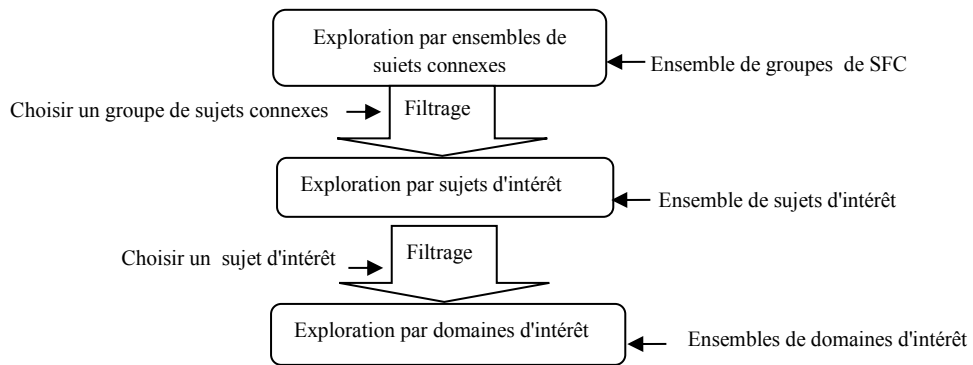 Exploration par ensembles de
sujets connexes
Ensemble de groupes de SFC
Choisir un groupe de sujets connexes
Filtrage
Exploration par sujets d'intérêt
Ensemble de sujets d'intérêt
Choisir un sujet d'intérêt
Filtrage
Exploration par domaines d'intérêt
Ensembles de domaines d'intérêt